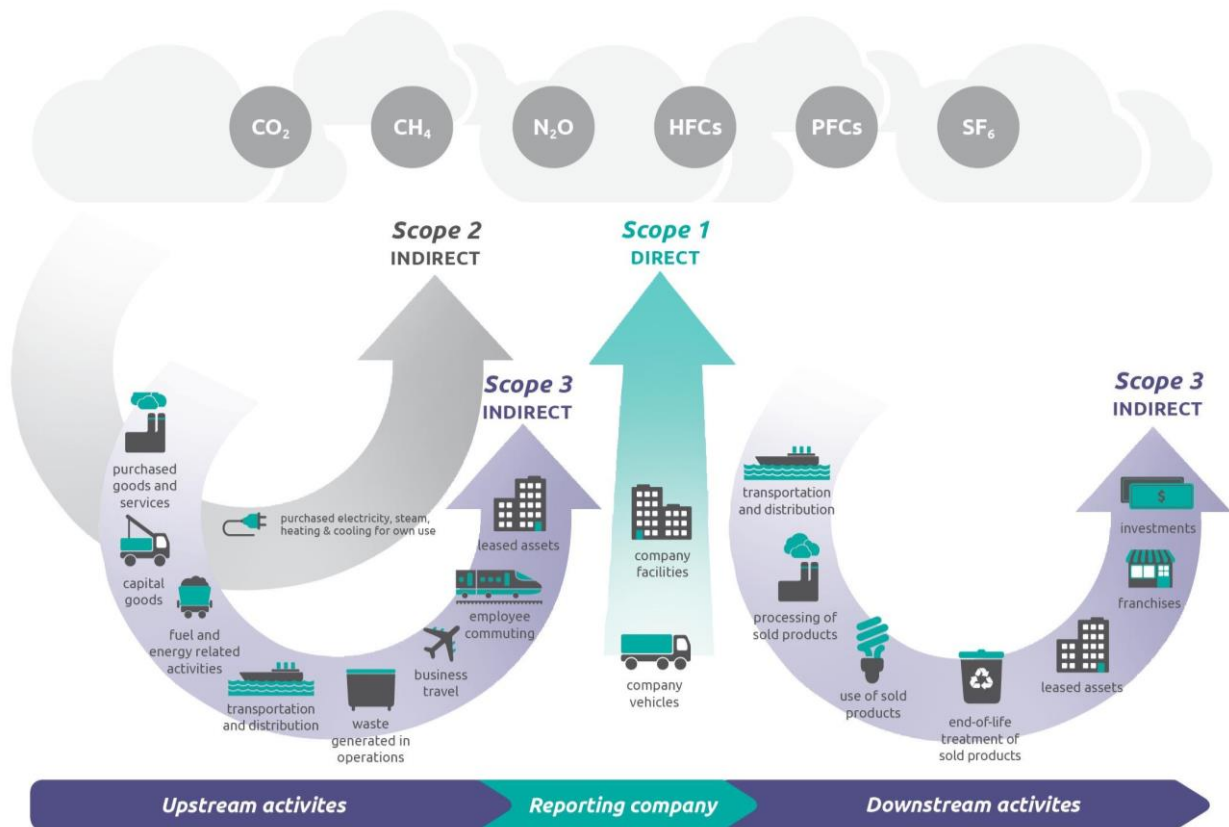 CO₂
CH₄
N₂O
HFCs
PFCs
SF₆
Scope 2
INDIRECT
Scope 1
DIRECT
Scope 3
INDIRECT
Scope 3
INDIRECT
purchased
goods and
services
capital
goods
fuel and
energy related
activities
transportation
and distribution
waste
generated in
operations
business
travel
employee
commuting
leased assets
purchased electricity, steam,
heating & cooling for own use
company
facilities
company
vehicles
transportation
and distribution
processing of
sold products
use of sold
products
end-of-life
treatment of
sold products
leased assets
franchises
$
investments
Upstream activites
Reporting company
Downstream activites